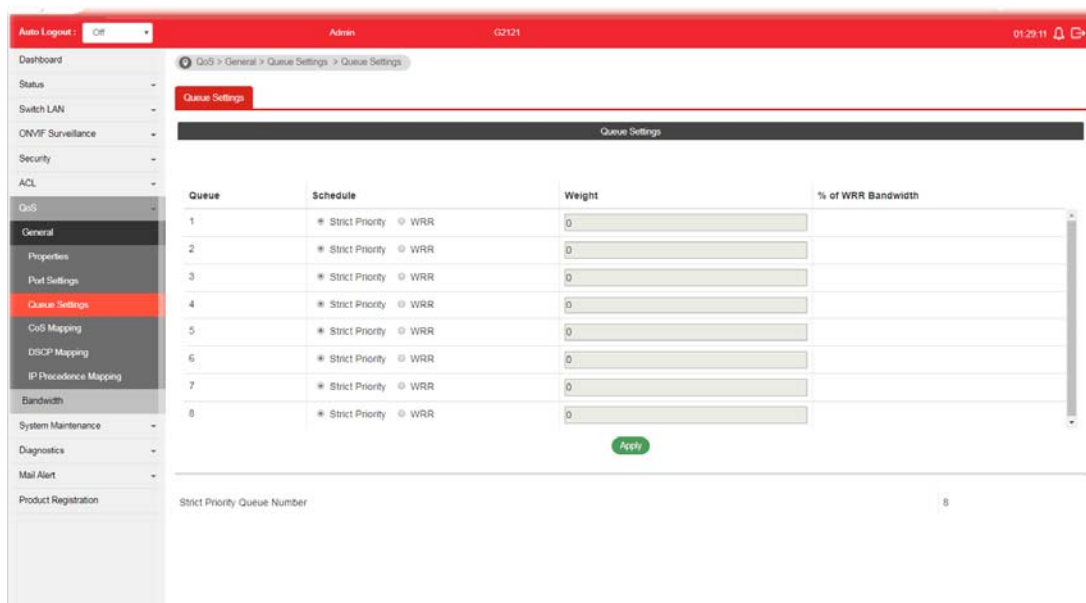 Auto Logout : Off Admin G2121 01:29:11
Dashboard
Status
Switch LAN
ONVIF Surveillance
Security
ACL
QoS
General
Properties
Port Settings
Queue Settings
CoS Mapping
DSCP Mapping
IP Precedence Mapping
Bandwidth
System Maintenance
Diagnostics
Mail Alert
Product Registration
QoS > General > Queue Settings > Queue Settings
Queue Settings
Queue Settings
Queue Schedule Weight % of WRR Bandwidth
1 Strict Priority WRR 0
2 Strict Priority WRR 0
3 Strict Priority WRR 0
4 Strict Priority WRR 0
5 Strict Priority WRR 0
6 Strict Priority WRR 0
7 Strict Priority WRR 0
8 Strict Priority WRR 0
Apply
Strict Priority Queue Number 8